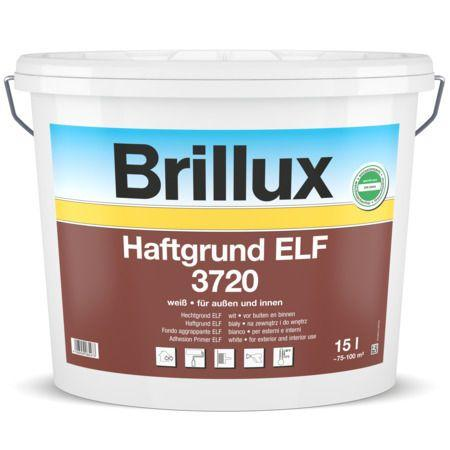 Brillux
Haftgrund ELF
3720
weiß • für außen und innen
Hechtgrond ELF wit • vor buiten en binnen
Haftgrund ELF biały • na zewnątrz i do wnętrz
Fondo aggrappante ELF bianco • per esterni e interni
Adhesion Primer ELF white • for exterior and interior use
15 l
~75-100 m²